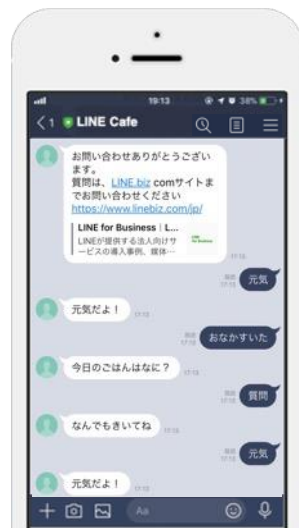 19:13
38%
1 LINE Cafe
お問い合わせありがとうござい
ます。
質問は、LINE.biz comサイトま
でお問い合わせください
https://www.linebiz.com/jp/
LINE for Business | L...
LINEが提供する法人向けサ
ービスの導入事例、媒体…
元気
元気だよ！
おなかすいた
今日のごはんはなに？
質問
なんでもきいてね
元気
元気だよ！
Aa